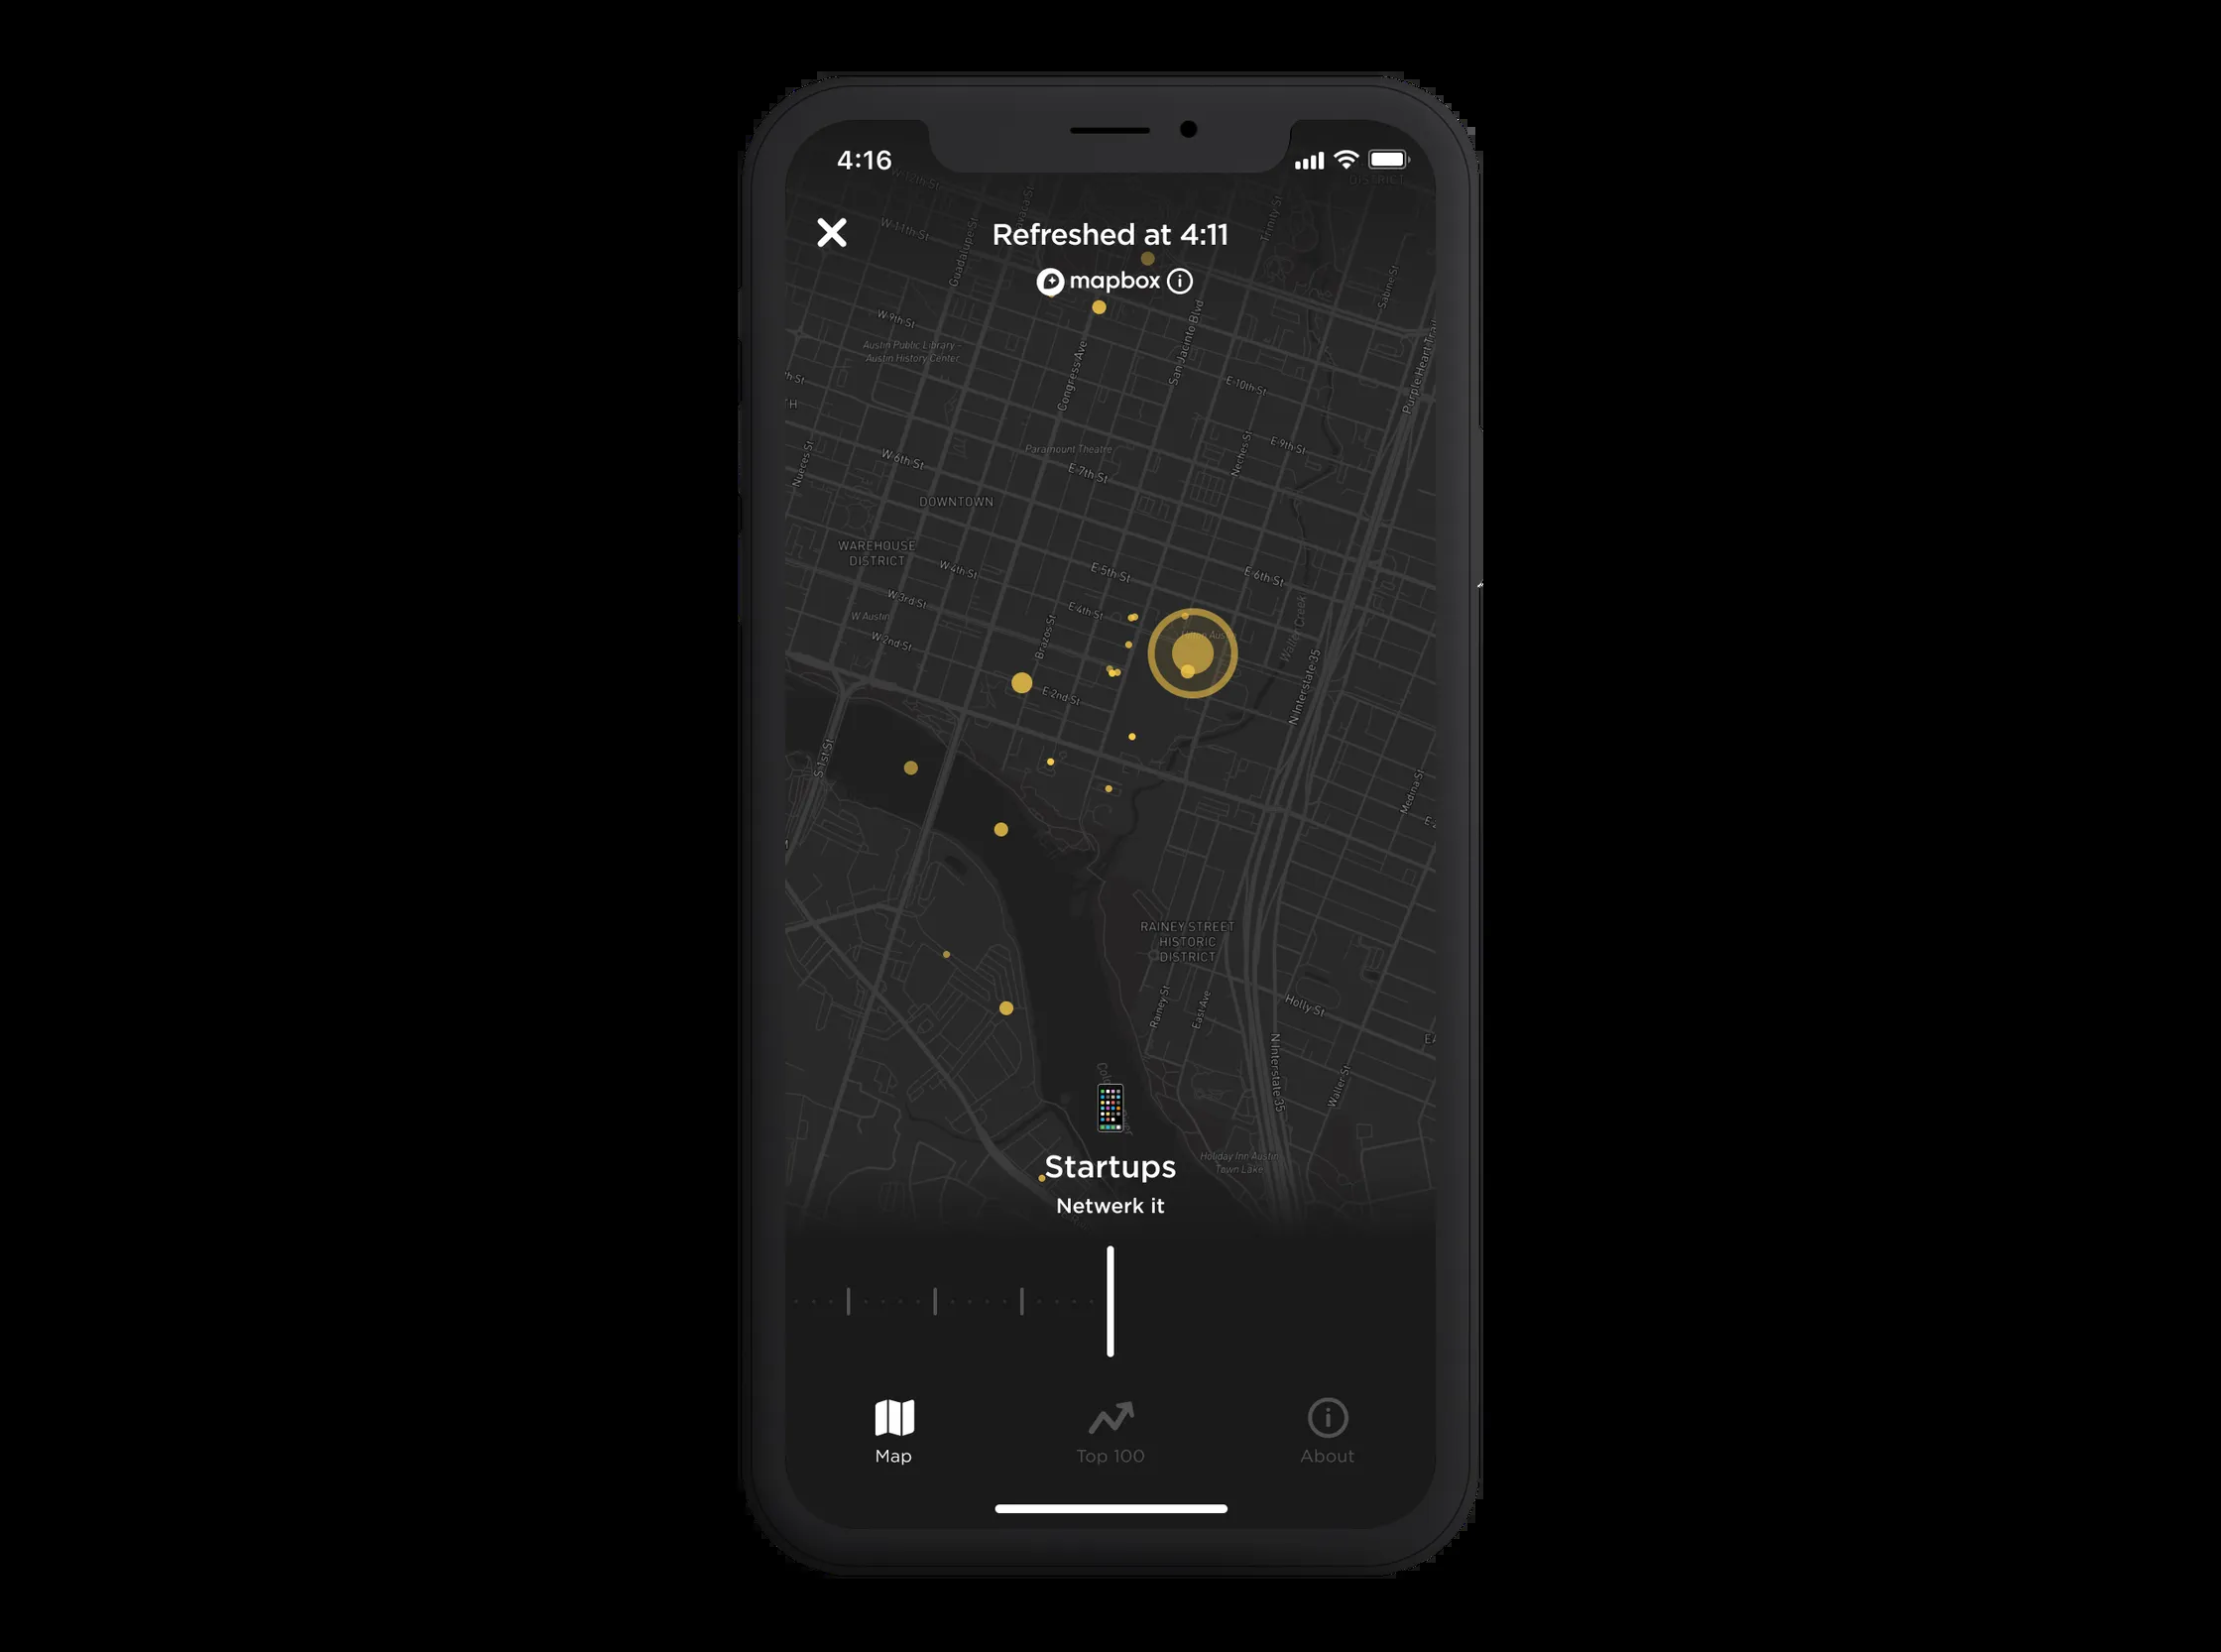 4:16
DISTRICT
W 12th St
W 11th St
Guadalupe St
Trinity St
Refreshed at 4:11
mapbox
Sabine St
W 9th St
San Jacinto Blvd
Austin Public Library -
Austin History Center
Congress Ave
Purple Heart Trail
E 10th St
H
Nueces St
W 6th St
Paramount Theatre
E 7th St
Neches St
E 9th St
DOWNTOWN
WAREHOUSE
DISTRICT
W 4th St
E 5th St
E 6th St
W 3rd St
E 4th St
W Austin
W 2nd St
Brazos St
Waller Creek
E 2nd St
N Interstate 35
S 1st St
Medina St
RAINEY STREET
HISTORIC
DISTRICT
Rainey St
East Ave
Holly St
N Interstate 35
Waller St
Holiday Inn Austin
Town Lake
Startups
Netwerk it
Map
Top 100
About